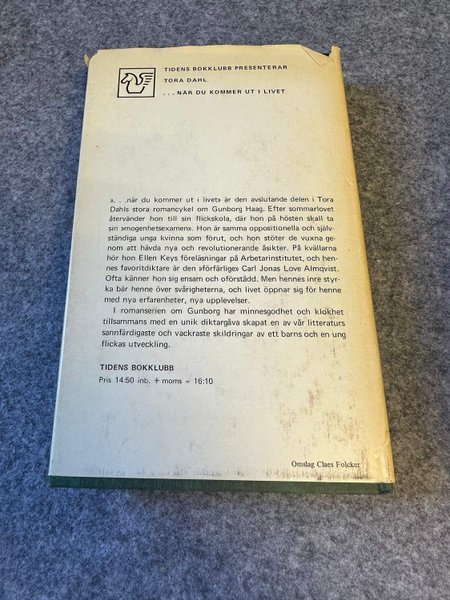 TIDENS BOKKLUBB PRESENTERAR
TORA DAHL
...NÄR DU KOMMER UT I LIVET
».. .när du kommer ut i livet» är den avslutande delen i Tora
Dahls stora romancykel om Gunborg Haag. Efter sommarlovet
återvänder hon till sin flickskola, där hon på hösten skall ta
sin »mogenhetsexamen». Hon är samma oppositionella och själv-
ständiga unga kvinna som förut, och hon stöter de vuxna ge-
nom att hävda nya och revolutionerande åsikter. På kvällarna
hör hon Ellen Keys föreläsningar på Arbetarinstitutet, och hen-
nes favoritdiktare är den »förfärlige» Carl Jonas Love Almqvist.
Ofta känner hon sig ensam och oförstådd. Men hennes inre styr-
ka bär henne över svårigheterna, och livet öppnar sig för henne
med nya erfarenheter, nya upplevelser.
I romanserien om Gunborg har minnesgodhet och klokhet
tillsammans med en unik diktargåva skapat en av vår litteraturs
sannfärdigaste och vackraste skildringar av ett barns och en ung
flickas utveckling.
TIDENS BOKKLUBB
Pris 14:50 inb. + moms = 16:10
Omslag Claes Folcker